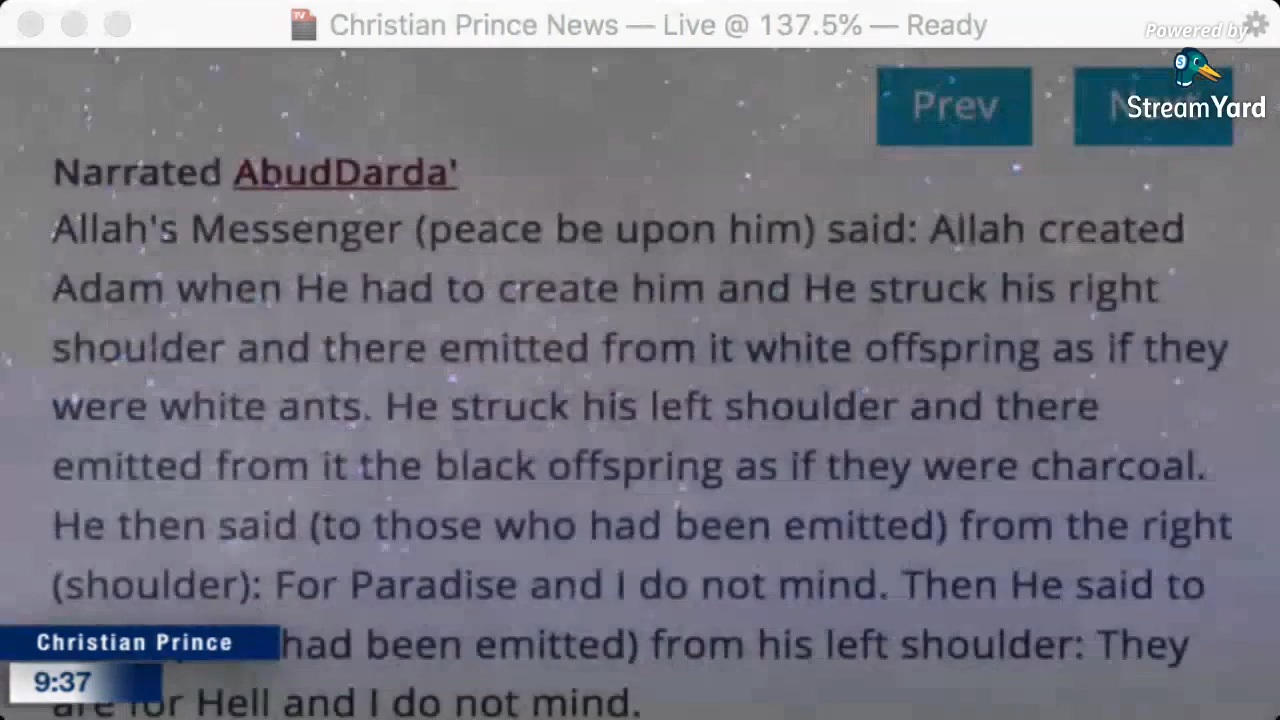 Christian Prince News — Live @ 137.5% — Ready
Powered by
StreamYard
Prev
Next
Narrated AbudDarda'
Allah's Messenger (peace be upon him) said: Allah created
Adam when He had to create him and He struck his right
shoulder and there emitted from it white offspring as if they
were white ants. He struck his left shoulder and there
emitted from it the black offspring as if they were charcoal.
He then said (to those who had been emitted) from the right
(shoulder): For Paradise and I do not mind. Then He said to
had been emitted) from his left shoulder: They
are for Hell and I do not mind.
Christian Prince
9:37